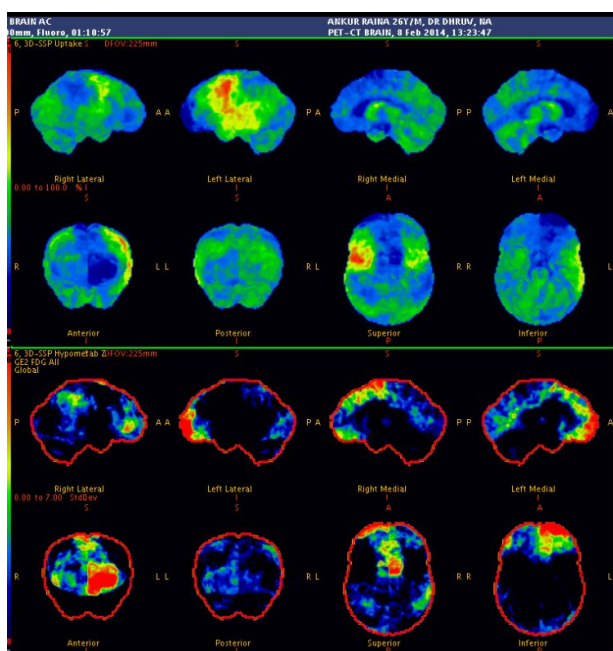 BRAIN AC ANKUR RAINA 26Y/M, DR DHRUV, NA
0mm, Fluoro, 01:10:57 PET-CT BRAIN, 8 Feb 2014, 13:23:47
6, 3D-SSP Uptake S DFOV:225mm S S S
P A A P A P P A
Right Lateral Left Lateral Right Medial Left Medial
0.00 to 100.0 % I I I I
S S A A
R L L R L R R L
Anterior Posterior Superior Inferior
I I P P
6, 3D-SSP Hypometab Z DFOV:225mm S S S
GE2 FDG All
Global
P A A P A P P A
Right Lateral Left Lateral Right Medial Left Medial
0.00 to 7.00 StdDev I I I
S S A A
R L L R L R R L
Anterior Posterior Superior Inferior